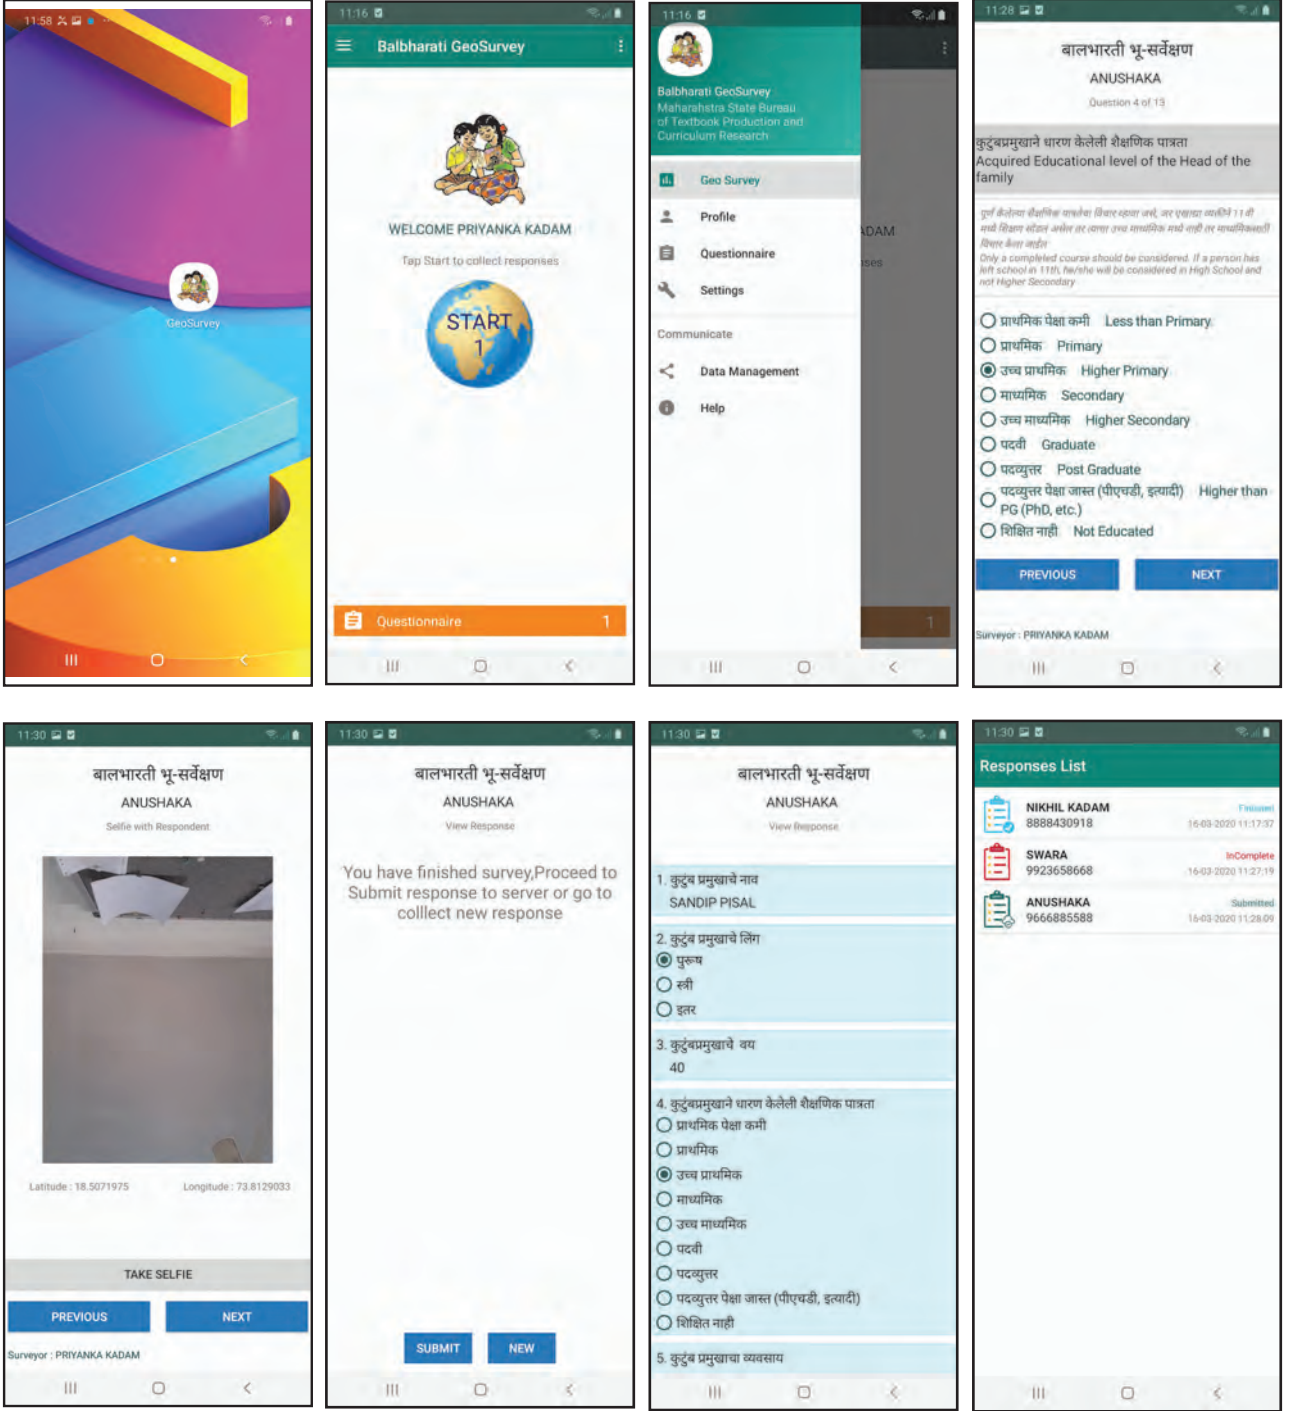 11:58
GeoSurvey
11:16
Balbharati GeoSurvey
WELCOME PRIYANKA KADAM
Tap Start to collect responses
START
1
Questionnaire 1
11:16
Balbharati GeoSurvey
Maharahstra State Bureau
of Textbook Production and
Curriculum Research
Geo Survey
Profile
ADAM
Questionnaire
ses
Settings
Communicate
Data Management
Help
1
11:28
बालभारती भू-सर्वेक्षण
ANUSHAKA
Question 4 of 13
कुटुंबप्रमुखाने धारण केलेली शैक्षणिक पात्रता
Acquired Educational level of the Head of the
family
Only a completed course should be considered. If a person has
left school in 11th, he/she will be considered in High School and
not Higher Secondary
प्राथमिक पेक्षा कमी Less than Primary
प्राथमिक Primary
उच्च प्राथमिक Higher Primary
माध्यमिक Secondary
उच्च माध्यमिक Higher Secondary
पदवी Graduate
पदव्युत्तर Post Graduate
पदव्युत्तर पेक्षा जास्त (पीएचडी, इत्यादी) Higher than
PG (PhD, etc.)
शिक्षित नाही Not Educated
PREVIOUS NEXT
Surveyor : PRIYANKA KADAM
11:30
बालभारती भू-सर्वेक्षण
ANUSHAKA
Selfie with Respondent
Latitude : 18.5071975 Longitude : 73.8129033
TAKE SELFIE
PREVIOUS NEXT
Surveyor : PRIYANKA KADAM
11:30
बालभारती भू-सर्वेक्षण
ANUSHAKA
View Response
You have finished survey,Proceed to
Submit response to server or go to
colllect new response
SUBMIT NEW
11:30
बालभारती भू-सर्वेक्षण
ANUSHAKA
View Response
1. कुटुंब प्रमुखाचे नाव
SANDIP PISAL
2. कुटुंब प्रमुखाचे लिंग
पुरूष
स्त्री
इतर
3. कुटुंबप्रमुखाचे वय
40
4. कुटुंबप्रमुखाने धारण केलेली शैक्षणिक पात्रता
प्राथमिक पेक्षा कमी
प्राथमिक
उच्च प्राथमिक
माध्यमिक
उच्च माध्यमिक
पदवी
पदव्युत्तर
पदव्युत्तर पेक्षा जास्त (पीएचडी, इत्यादी)
शिक्षित नाही
5. कुटुंब प्रमुखाचा व्यवसाय
11:30
Responses List
NIKHIL KADAM Finished
8888430918 16-03-2020 11:17:37
SWARA InComplete
9923658668 16-03-2020 11:27:19
ANUSHAKA Submitted
9666885588 16-03-2020 11:28:09